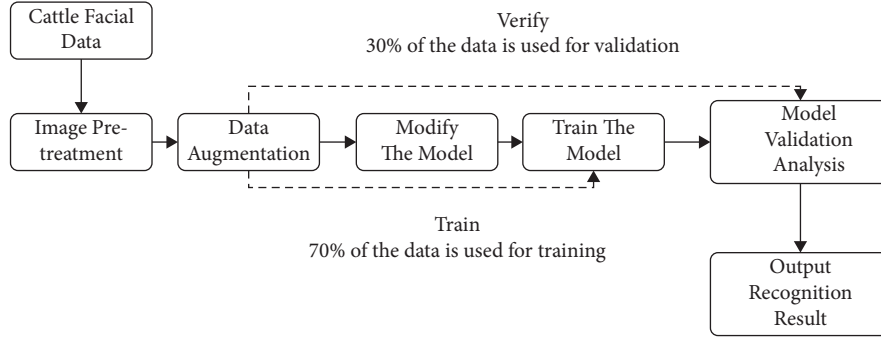 Cattle Facial
Data
Verify
30% of the data is used for validation
Image Pre-
treatment
Data
Augmentation
Modify
The Model
Train The
Model
Model
Validation
Analysis
Train
70% of the data is used for training
Output
Recognition
Result